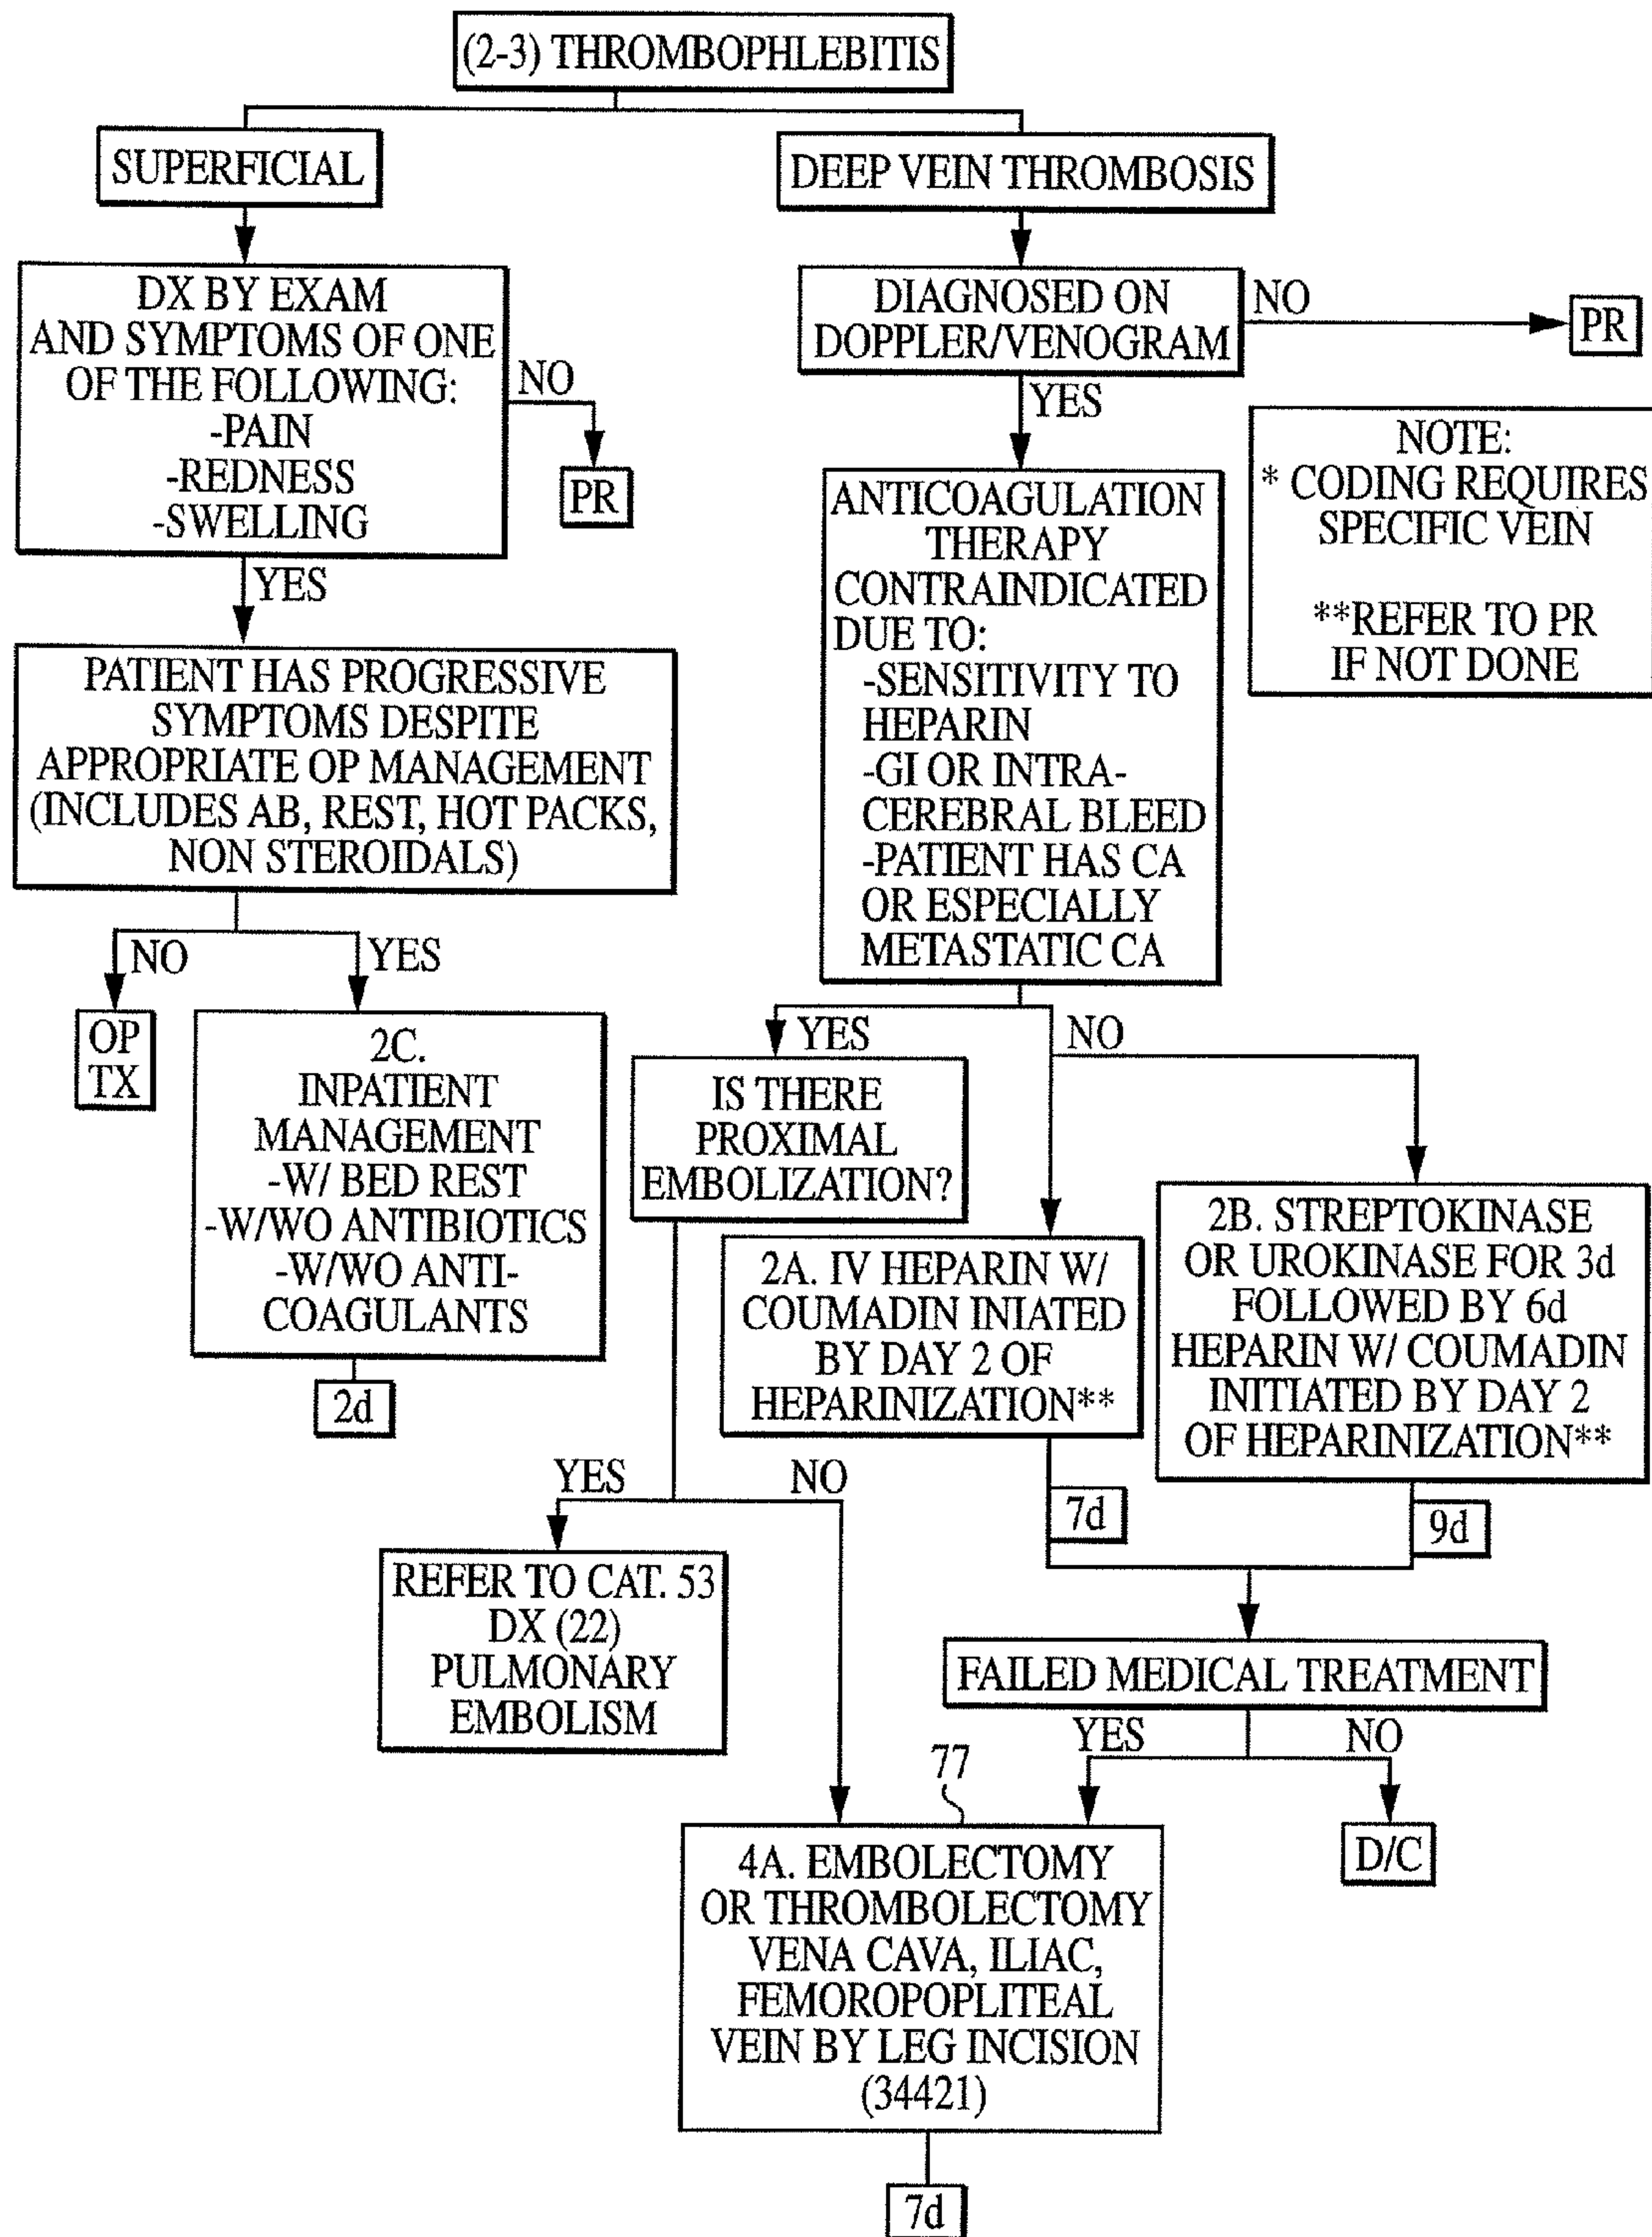 (2-3) THROMBOPHLEBITIS
SUPERFICIAL
DX BY EXAM
AND SYMPTOMS OF ONE
OF THE FOLLOWING:
-PAIN
-REDNESS
-SWELLING
NO
PR
YES
PATIENT HAS PROGRESSIVE
SYMPTOMS DESPITE
APPROPRIATE OP MANAGEMENT
(INCLUDES AB, REST, HOT PACKS,
NON STEROIDALS)
NO
YES
OP
TX
2C.
INPATIENT
MANAGEMENT
-W/ BED REST
-W/WO ANTIBIOTICS
-W/WO ANTI-
COAGULANTS
2d
DEEP VEIN THROMBOSIS
DIAGNOSED ON
DOPPLER/VENOGRAM
NO
PR
YES
NOTE:
* CODING REQUIRES
SPECIFIC VEIN
**REFER TO PR
IF NOT DONE
ANTICOAGULATION
THERAPY
CONTRAINDICATED
DUE TO:
-SENSITIVITY TO
HEPARIN
-GI OR INTRA-
CEREBRAL BLEED
-PATIENT HAS CA
OR ESPECIALLY
METASTATIC CA
YES
NO
IS THERE
PROXIMAL
EMBOLIZATION?
2A. IV HEPARIN W/
COUMADIN INIATED
BY DAY 2 OF
HEPARINIZATION**
2B. STREPTOKINASE
OR UROKINASE FOR 3d
FOLLOWED BY 6d
HEPARIN W/ COUMADIN
INITIATED BY DAY 2
OF HEPARINIZATION**
YES
NO
7d
9d
REFER TO CAT. 53
DX (22)
PULMONARY
EMBOLISM
FAILED MEDICAL TREATMENT
YES
NO
77
D/C
4A. EMBOLECTOMY
OR THROMBOLECTOMY
VENA CAVA, ILIAC,
FEMOROPOPLITEAL
VEIN BY LEG INCISION
(34421)
7d